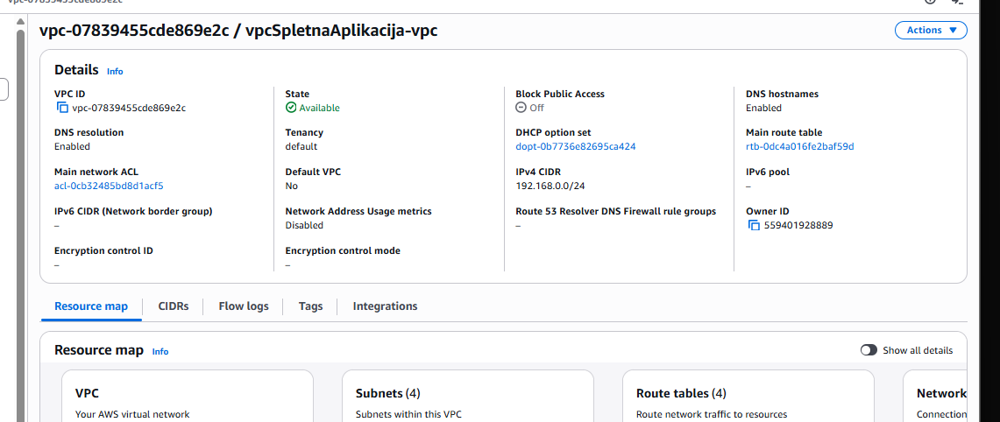 vpc-07839455cde869e2c
vpc-07839455cde869e2c / vpcSpletnaAplikacija-vpc
Actions
Details Info
VPC ID
vpc-07839455cde869e2c
State
Available
Block Public Access
Off
DNS hostnames
Enabled
DNS resolution
Enabled
Tenancy
default
DHCP option set
dopt-0b7736e82695ca424
Main route table
rtb-0dc4a016fe2baf59d
Main network ACL
acl-0cb32485bd8d1acf5
Default VPC
No
IPv4 CIDR
192.168.0.0/24
IPv6 pool
–
IPv6 CIDR (Network border group)
–
Network Address Usage metrics
Disabled
Route 53 Resolver DNS Firewall rule groups
–
Owner ID
559401928889
Encryption control ID
–
Encryption control mode
–
Resource map CIDRs Flow logs Tags Integrations
Resource map Info
Show all details
VPC
Your AWS virtual network
Subnets (4)
Subnets within this VPC
Route tables (4)
Route network traffic to resources
Network
Connection